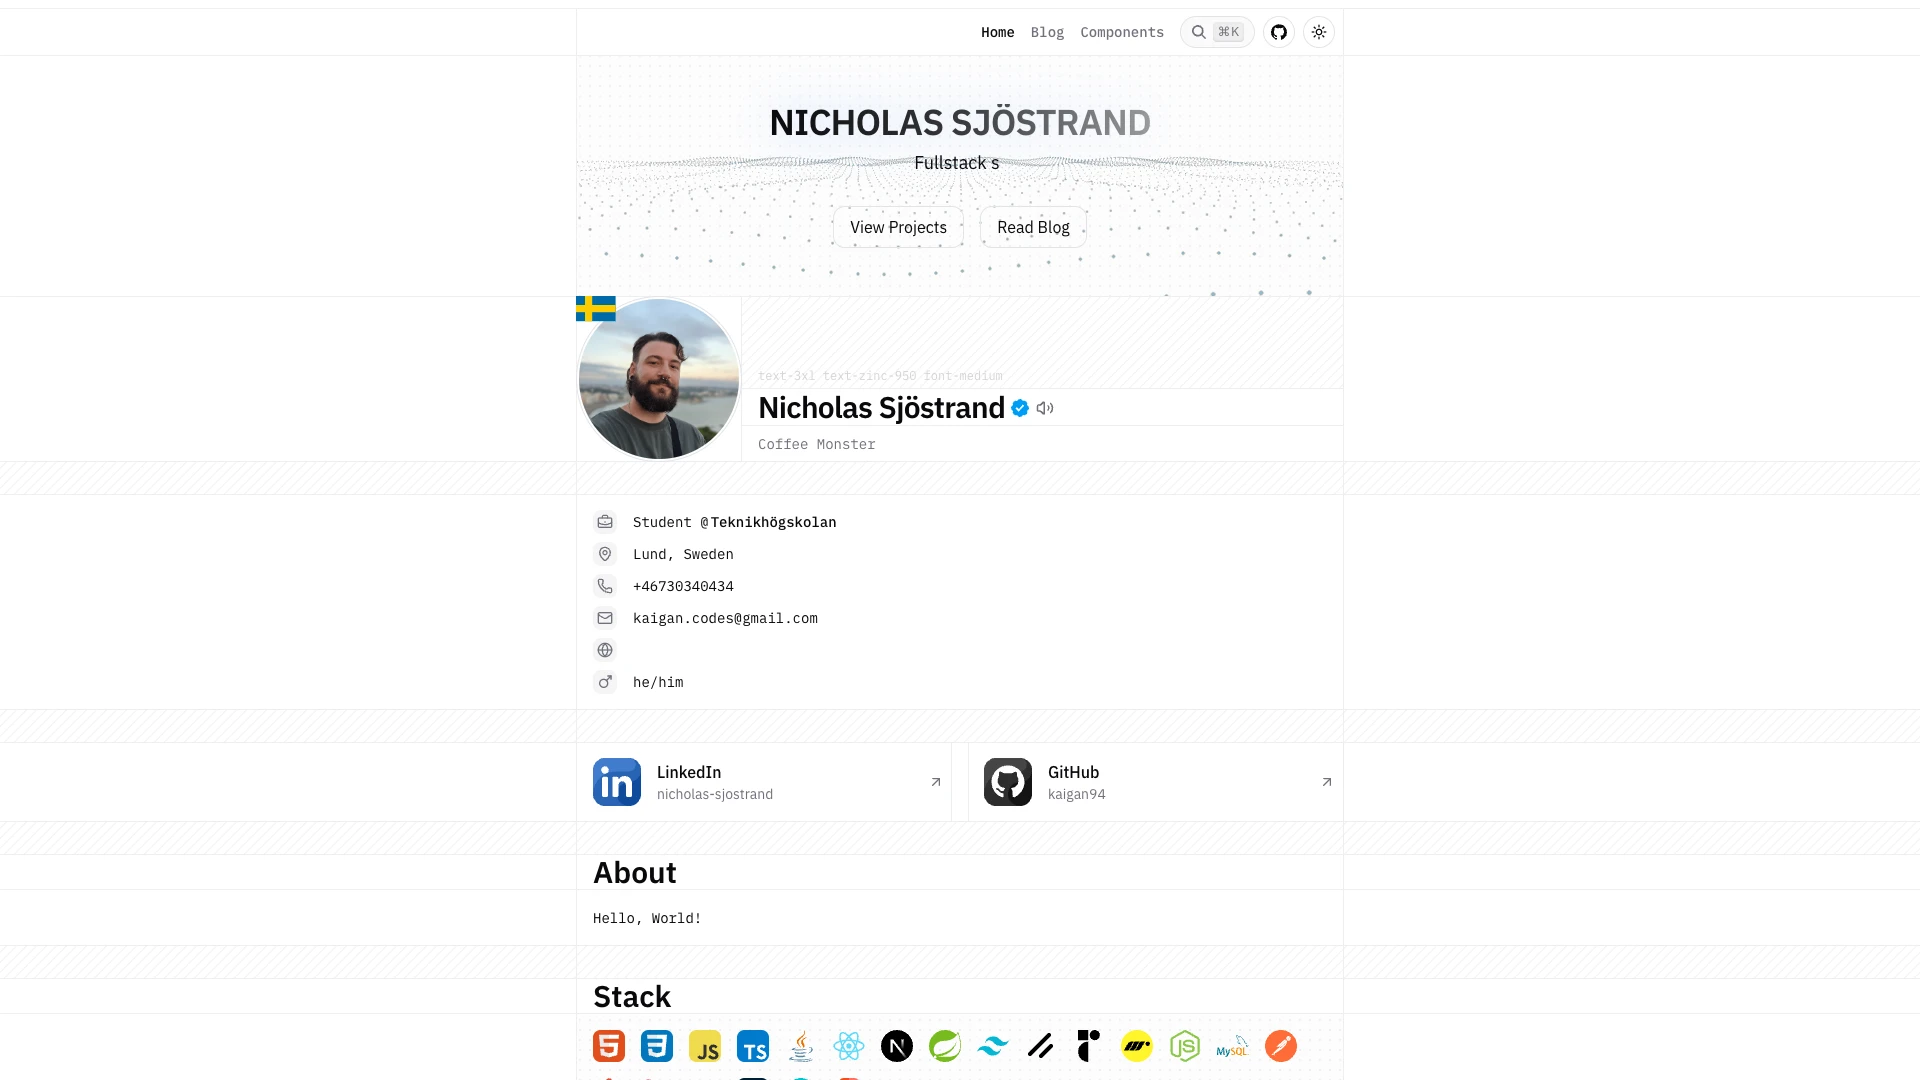 Home Blog Components ⌘K
NICHOLAS SJÖSTRAND
Fullstack s
View Projects Read Blog
text-3xl text-zinc-950 font-medium
Nicholas Sjöstrand
Coffee Monster
Student @Teknikhögskolan
Lund, Sweden
+46730340434
kaigan.codes@gmail.com
he/him
LinkedIn
nicholas-sjostrand
GitHub
kaigan94
About
Hello, World!
Stack
JS TS N JS MySQL